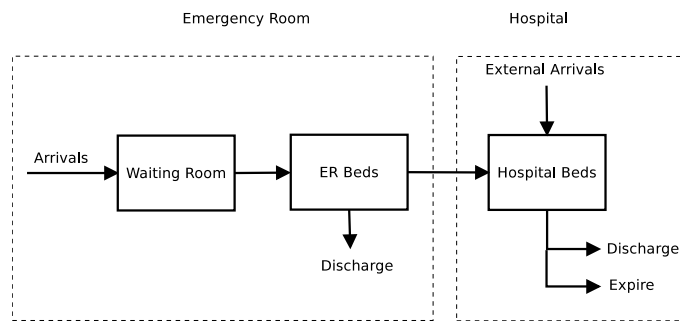 Emergency Room
Hospital
External Arrivals
Arrivals
Waiting Room
ER Beds
Hospital Beds
Discharge
Discharge
Expire